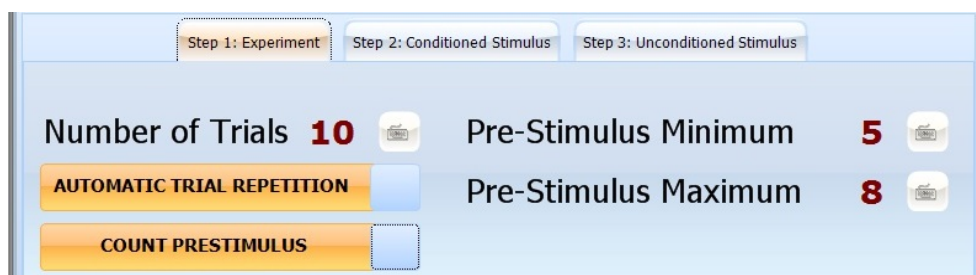 Step 1: Experiment Step 2: Conditioned Stimulus Step 3: Unconditioned Stimulus
Number of Trials 10 Pre-Stimulus Minimum 5
AUTOMATIC TRIAL REPETITION Pre-Stimulus Maximum 8
COUNT PRESTIMULUS